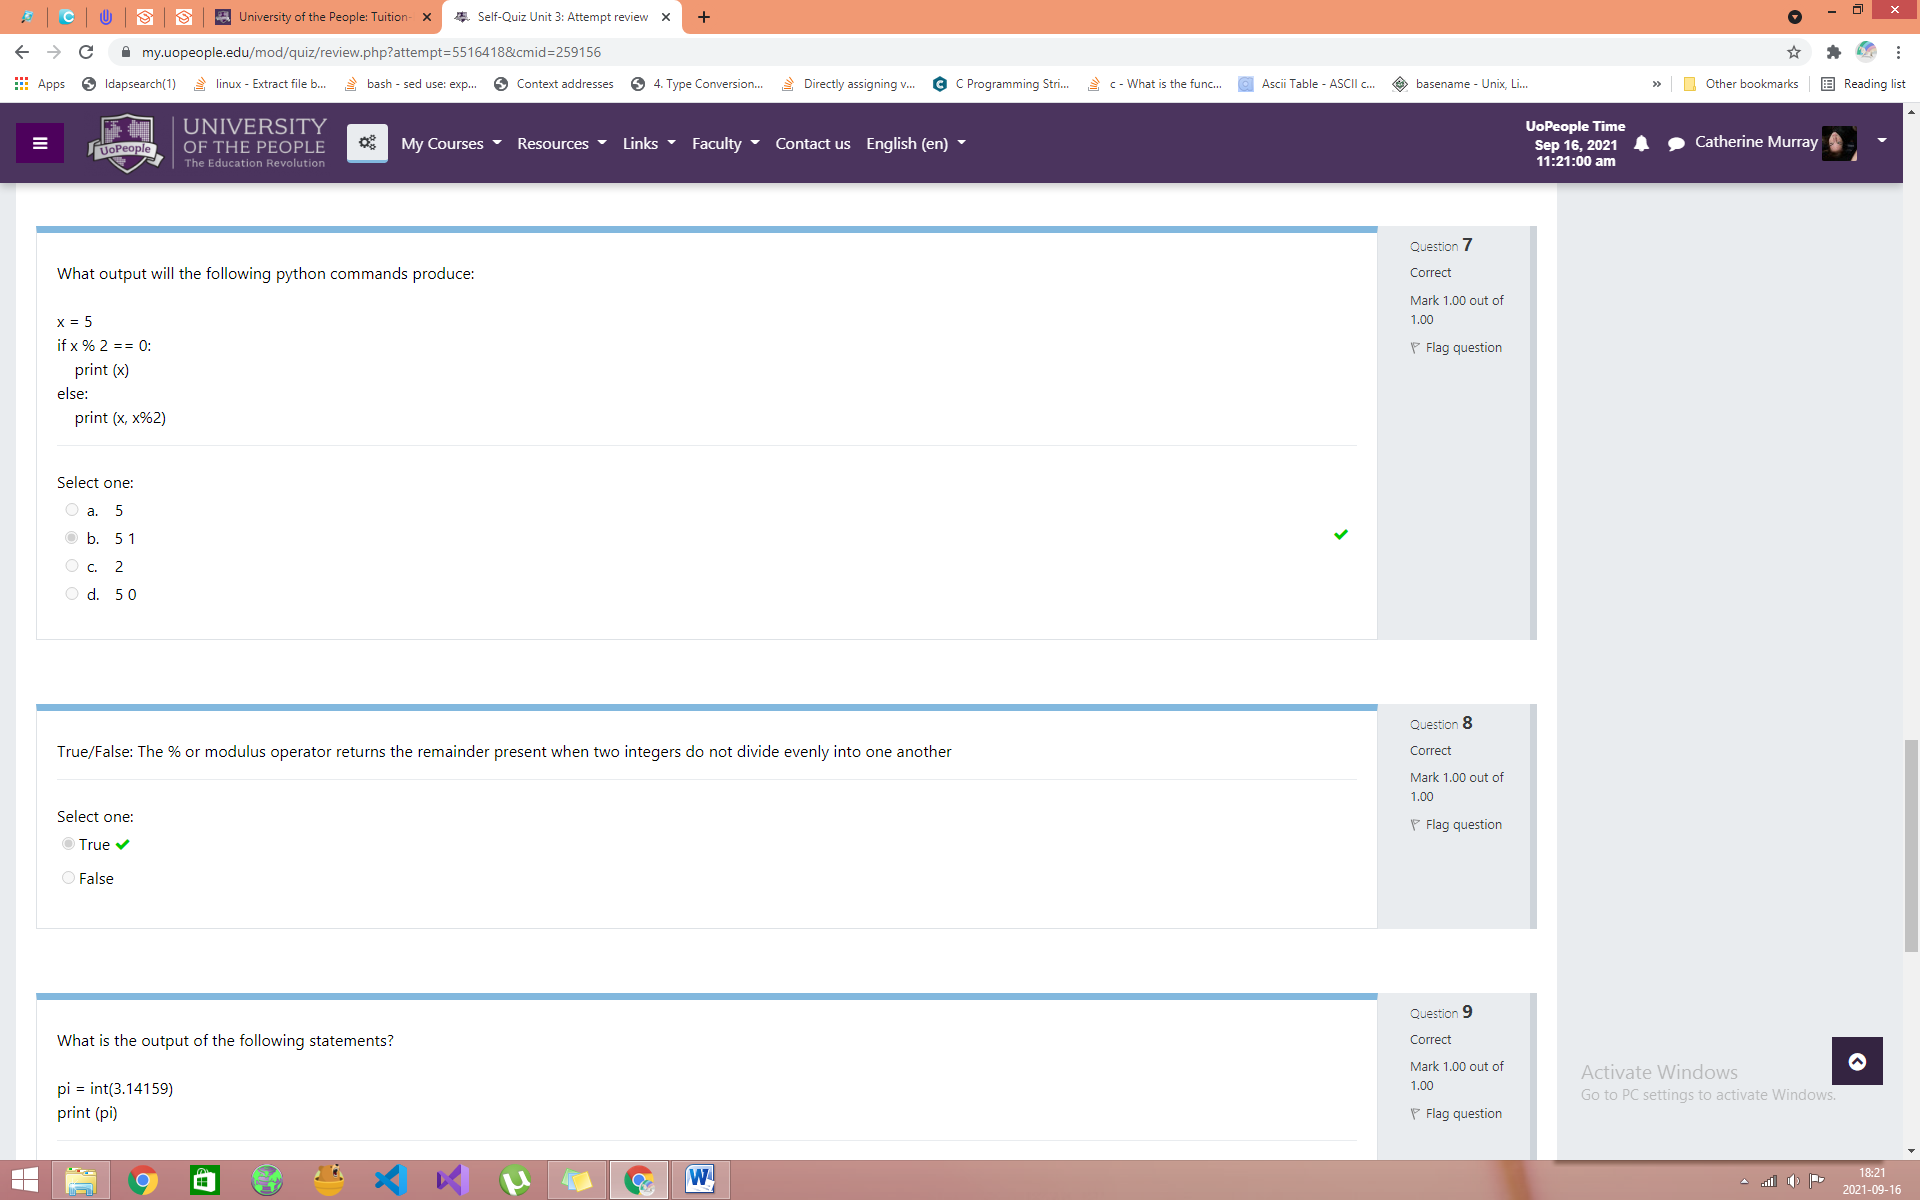 University of the People: Tuition-
Self-Quiz Unit 3: Attempt review
my.uopeople.edu/mod/quiz/review.php?attempt=5516418&cmid=259156
Apps
ldapsearch(1)
linux - Extract file b...
bash - sed use: exp...
Context addresses
4. Type Conversion...
Directly assigning v...
C Programming Stri...
c - What is the func...
Ascii Table - ASCII c...
basename - Unix, Li...
»
Other bookmarks
Reading list
UoPeople
UNIVERSITY
OF THE PEOPLE
The Education Revolution
My Courses
Resources
Links
Faculty
Contact us
English (en)
UoPeople Time
Sep 16, 2021
11:21:00 am
Catherine Murray
What output will the following python commands produce:
x = 5
if x % 2 == 0:
print (x)
else:
print (x, x%2)
Select one:
a. 5
b. 5 1
c. 2
d. 5 0
Question 7
Correct
Mark 1.00 out of
1.00
Flag question
True/False: The % or modulus operator returns the remainder present when two integers do not divide evenly into one another
Select one:
True
False
Question 8
Correct
Mark 1.00 out of
1.00
Flag question
What is the output of the following statements?
pi = int(3.14159)
print (pi)
Question 9
Correct
Mark 1.00 out of
1.00
Flag question
Activate Windows
Go to PC settings to activate Windows.
18:21
2021-09-16